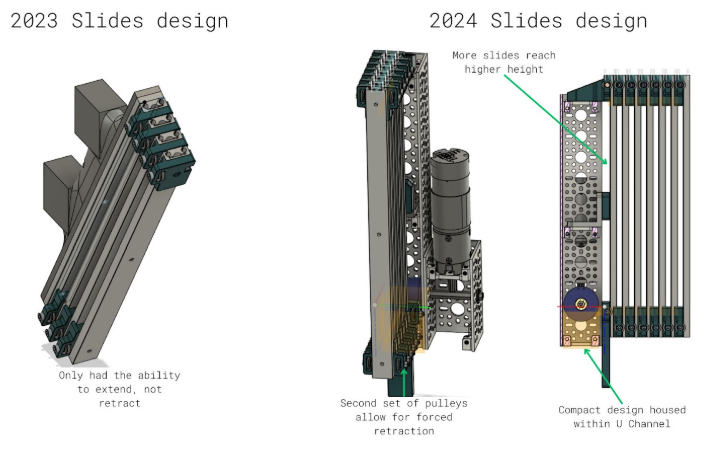 2023 Slides design
2024 Slides design
More slides reach
higher height
Only had the ability
to extend, not
retract
Second set of pulleys
allow for forced
retraction
Compact design housed
within U Channel